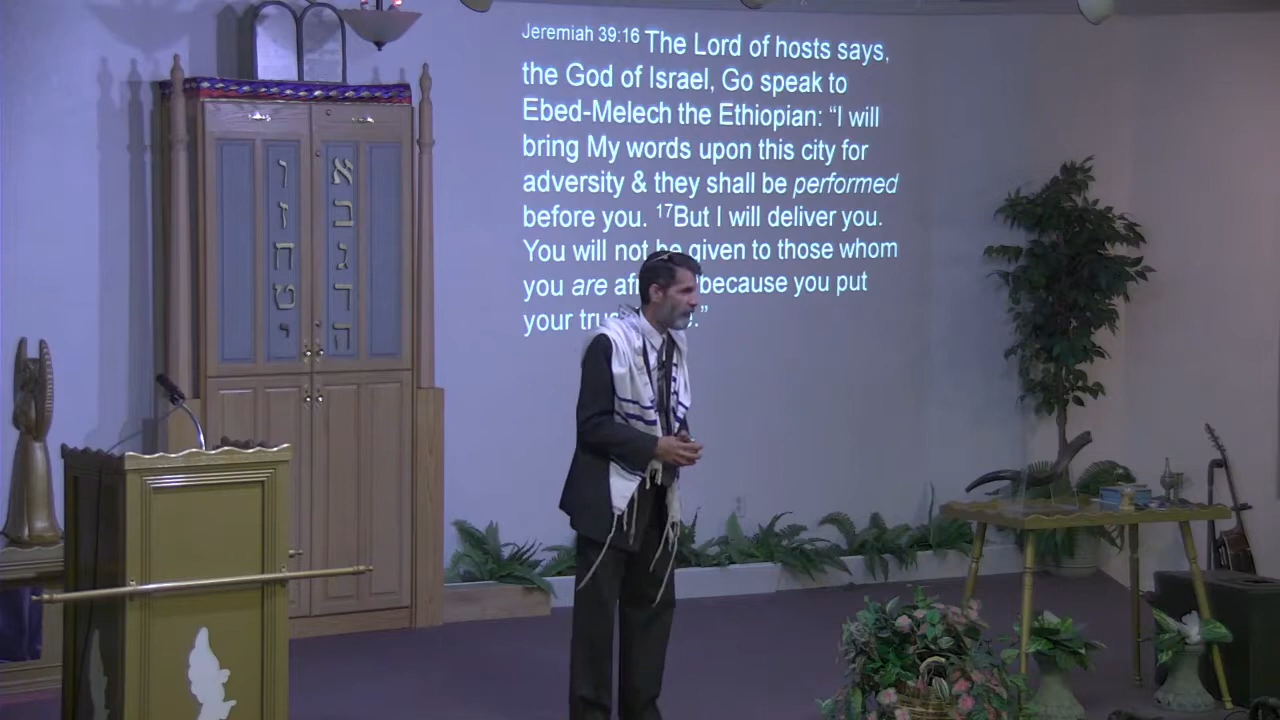 Jeremiah 39:16 The Lord of hosts says,
the God of Israel, Go speak to
Ebed-Melech the Ethiopian: “I will
bring My words upon this city for
adversity & they shall be performed
before you. 17But I will deliver you.
You will not be given to those whom
you are because you put
your .”
א
ב
ג
ד
ה
ו
ז
ח
ט
י